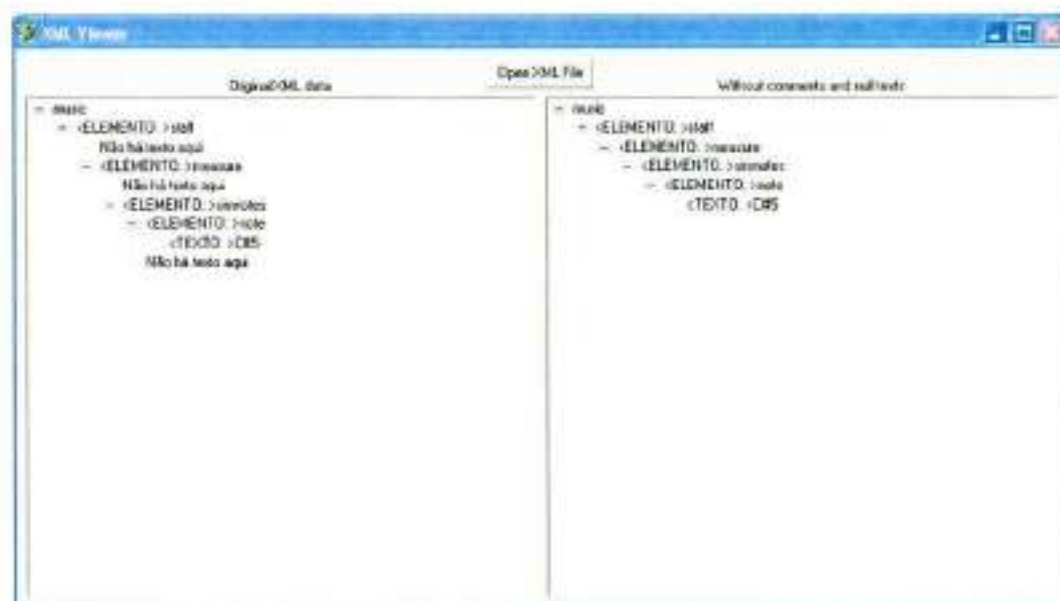 XML Viewer
Open XML File
Original XML data
Without comments and null texts
− music
− <ELEMENTO: >staff
Não há texto aqui
− <ELEMENTO: >measure
Não há texto aqui
− <ELEMENTO: >simnotes
− <ELEMENTO: >note
<TEXTO: >C#5
Não há texto aqui
− music
− <ELEMENTO: >staff
− <ELEMENTO: >measure
− <ELEMENTO: >simnotes
− <ELEMENTO: >note
<TEXTO: <C#5